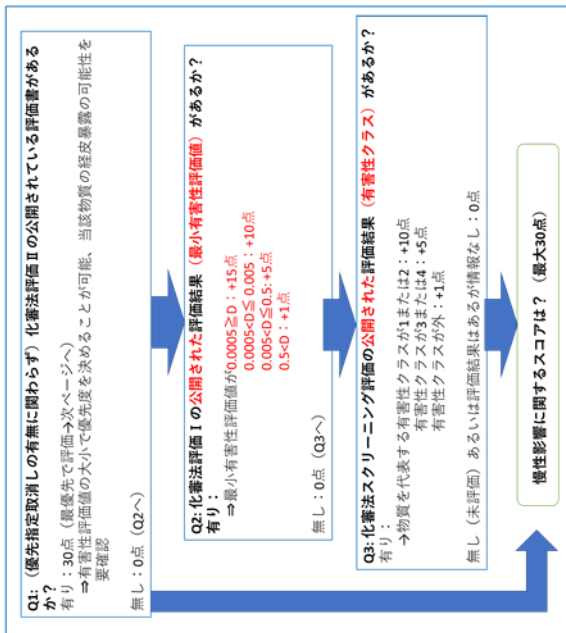 Q1: （優先指定取消しの有無に関わらず）化審法評価Ⅱの公開されている評価書がある
か？
有り：30点（最優先で評価→次ページへ）
⇒有害性評価値の大小で優先度を決めることが可能、当該物質の経皮暴露の可能性を
要確認
無し：0点（Q2へ）
Q2: 化審法評価Ⅰの公開された評価結果（最小有害性評価値）があるか？
有り：
⇒最小有害性評価値が0.0005≧D：+15点
0.0005<D≦ 0.005：+10点
0.005<D≦0.5: +5点
0.5<D：+1点
無し：0点（Q3へ）
Q3: 化審法スクリーニング評価の公開された評価結果（有害性クラス）があるか？
有り：
→物質を代表する有害性クラスが1または2：+10点
有害性クラスが3または4：+5点
有害性クラスが外：+1点
無し（未評価）あるいは評価結果はあるが情報なし：0点
慢性影響に関するスコアは？（最大30点）